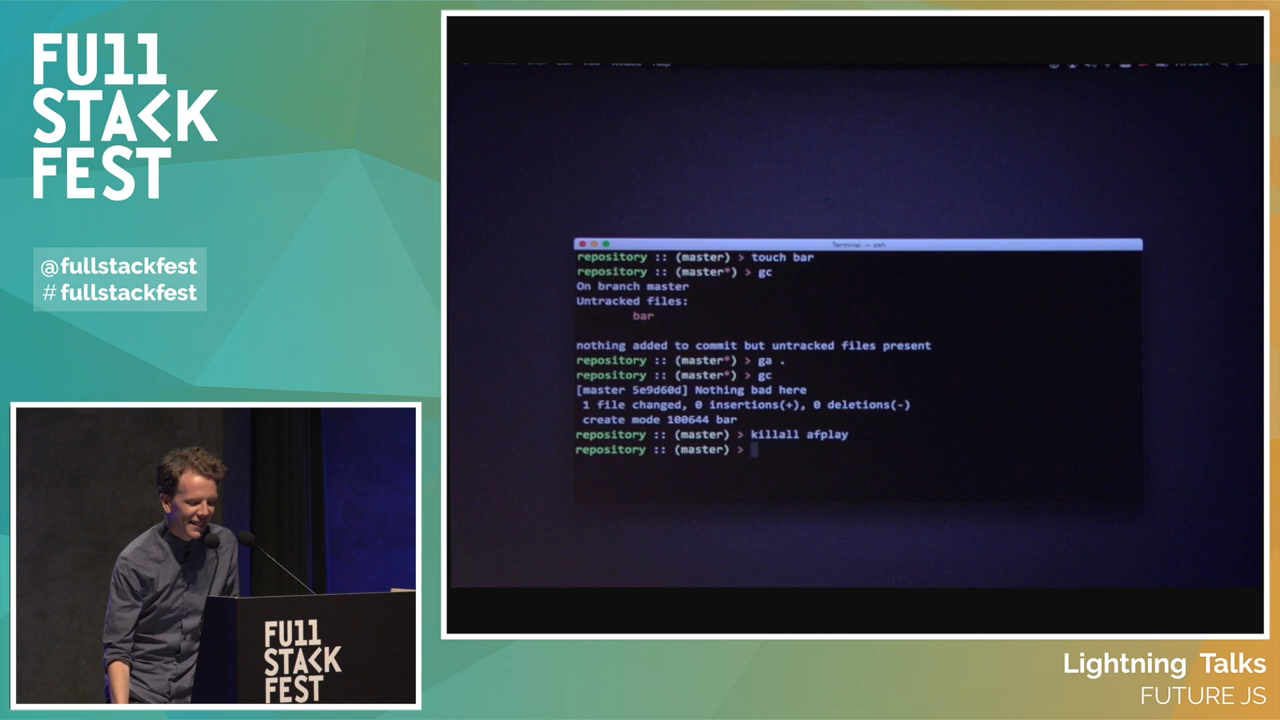 FU11
STACK
FEST
@fullstackfest
# fullstackfest
Terminal — zsh
repository :: (master) > touch bar
repository :: (master*) > gc
On branch master
Untracked files:
bar
nothing added to commit but untracked files present
repository :: (master*) > ga .
repository :: (master*) > gc
[master 5e9d60d] Nothing bad here
1 file changed, 0 insertions(+), 0 deletions(-)
create mode 100644 bar
repository :: (master) > killall afplay
repository :: (master) >
FU11
STACK
FEST
Lightning Talks
FUTURE JS